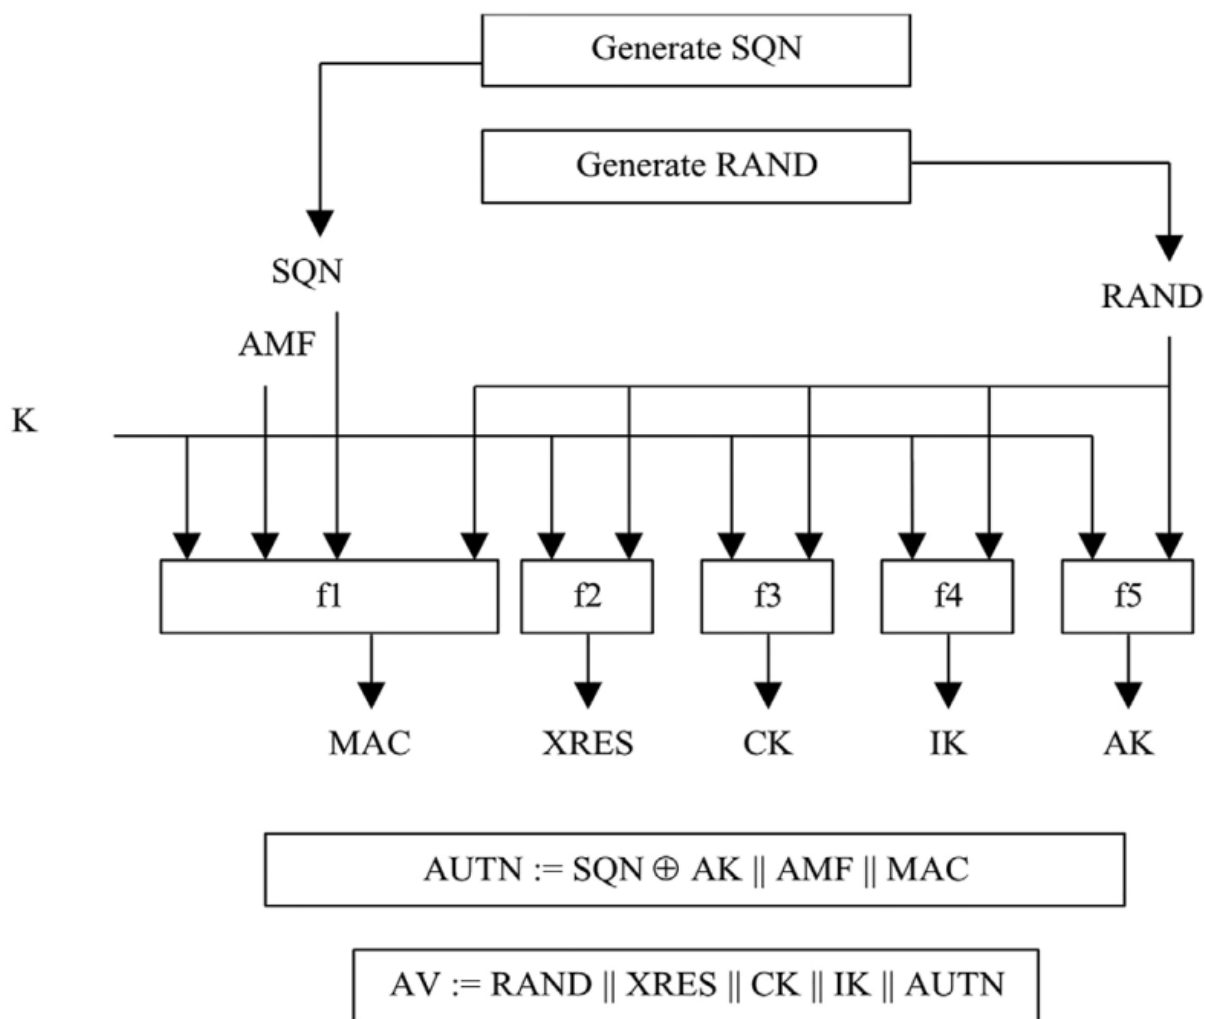 Generate SQN
Generate RAND
SQN
RAND
AMF
K
f1 f2 f3 f4 f5
MAC XRES CK IK AK
AUTN := SQN ⊕ AK || AMF || MAC
AV := RAND || XRES || CK || IK || AUTN